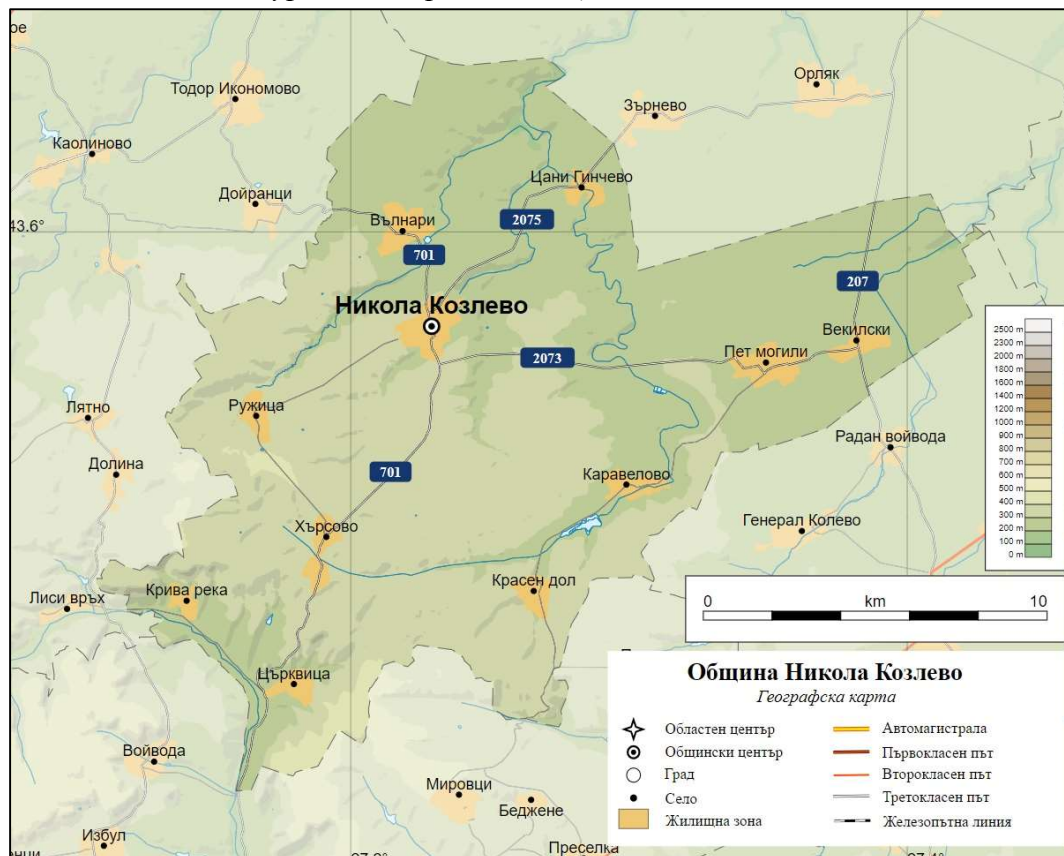 ое
Орляк
Тодор Икономово
Зърнево
Каолиново
Цани Гинчево
Дойранци
43.6°
Вълнари
2075
701
207
Никола Козлево
2500 m
2300 m
2000 m
1800 m
1600 m
1400 m
1200 m
1000 m
900 m
800 m
700 m
600 m
500 m
400 m
300 m
200 m
100 m
0 m
Векилски
Пет могили
2073
Ружица
Лятно
Радан войвода
Долина
701
Каравелово
Генерал Колево
Хърсово
Крива река
Красен дол
Лиси връх
0 km 10
Църквица
Община Никола Козлево
Географска карта
Областен център
Общински център
Град
Село
Жилищна зона
Автомагистрала
Първокласен път
Второкласен път
Третокласен път
Железопътна линия
Войвода
Мировци
Беджене
Избул
Преселка
27.4°